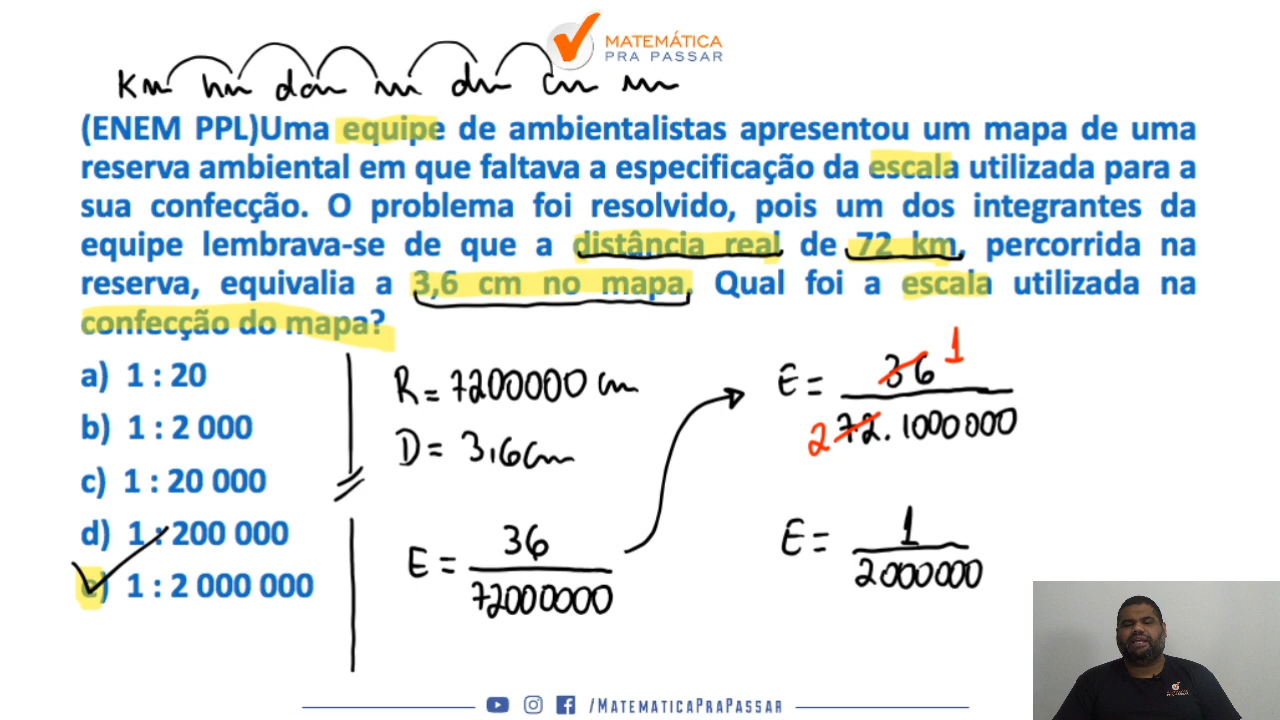 MATEMÁTICA
PRA PASSAR
Km hm dam m dm cm m
(ENEM PPL)Uma equipe de ambientalistas apresentou um mapa de uma
reserva ambiental em que faltava a especificação da escala utilizada para a
sua confecção. O problema foi resolvido, pois um dos integrantes da
equipe lembrava-se de que a distância real de 72 km, percorrida na
reserva, equivalia a 3,6 cm no mapa. Qual foi a escala utilizada na
confecção do mapa?
a) 1 : 20
b) 1 : 2 000
c) 1 : 20 000
d) 1 : 200 000
e) 1 : 2 000 000
R = 7200000 cm
D = 3,6cm
E = 36
72000000
E = 36 1
2 72. 1000000
E = 1
2000000
/MatematicaPraPassar